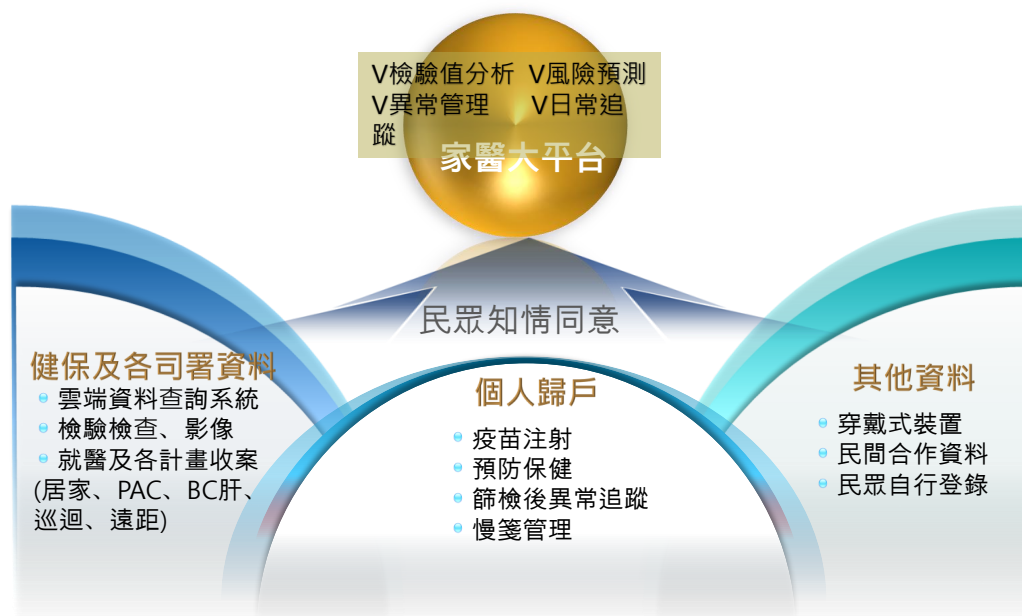 V檢驗值分析 V風險預測
V異常管理 V日常追
蹤
家醫大平台
民眾知情同意
健保及各司署資料
雲端資料查詢系統
檢驗檢查、影像
就醫及各計畫收案
(居家、PAC、BC肝、
巡迴、遠距)
個人歸戶
疫苗注射
預防保健
篩檢後異常追蹤
慢箋管理
其他資料
穿戴式裝置
民間合作資料
民眾自行登錄